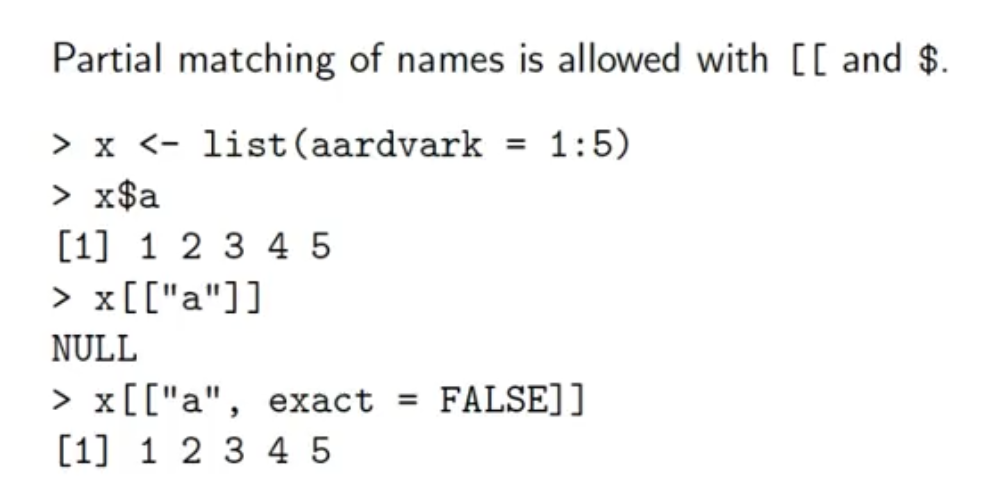 Partial matching of names is allowed with [[ and $.
> x <- list(aardvark = 1:5)
> x$a
[1] 1 2 3 4 5
> x[["a"]]
NULL
> x[["a", exact = FALSE]]
[1] 1 2 3 4 5